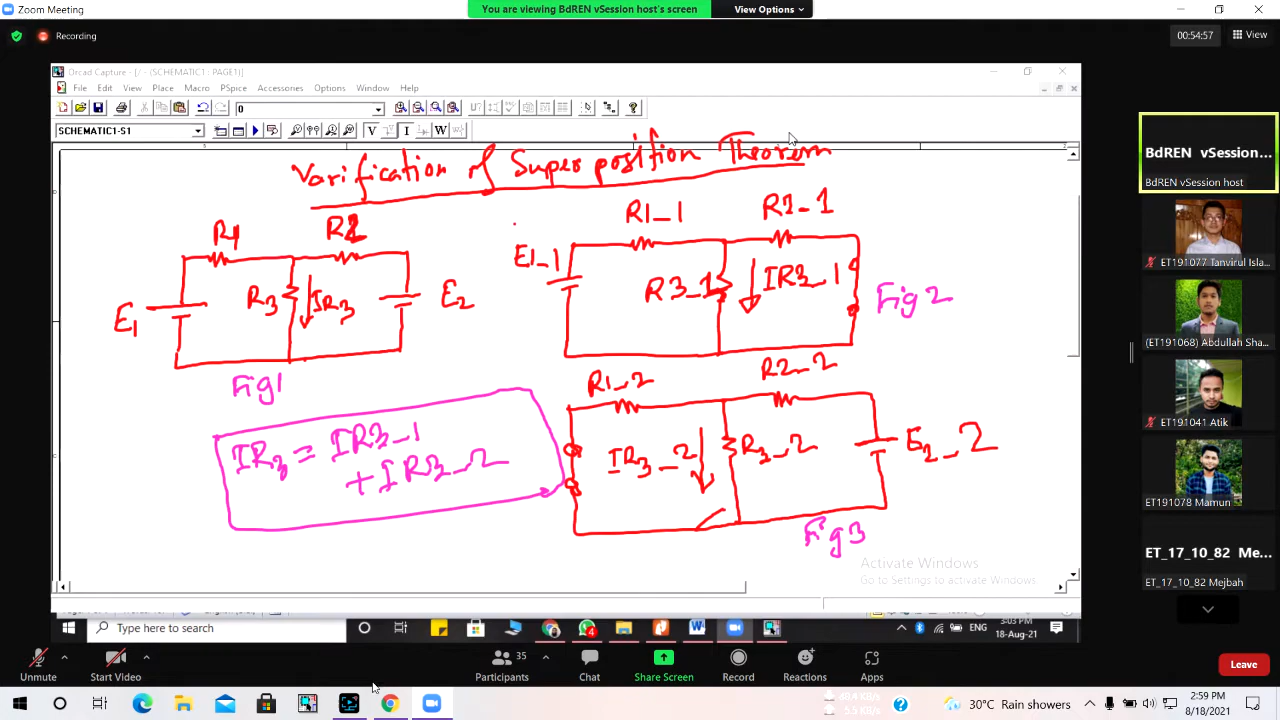 Zoom Meeting
You are viewing BdREN vSession host's screen
View Options
Recording
00:54:57
View
Orcad Capture - [/ - (SCHEMATIC1 : PAGE1)]
File Edit View Place Macro PSpice Accessories Options Window Help
0
SCHEMATIC1-S1
V I W
Varification of Superposition Theorem
R1
R2
E1
R3
IR3
E2
Fig1
R1_1
R2_1
E1_1
R3_1
IR3_1
Fig2
IR3 = IR3_1
+ IR3_2
R1_2
R2_2
IR3_2
R3_2
E2_2
Fig3
Activate Windows
Go to Settings to activate Windows
BdREN vSession...
BdREN vSession host
ET191077 Tanvirul Isla...
(ET191068) Abdullah Sha...
ET191041 Atik
ET191078 Mamun
ET_17_10_82 Me...
ET_17_10_82 Mejbah
Type here to search
4
ENG
3:03 PM
18-Aug-21
Unmute
Start Video
35
Participants
Chat
Share Screen
Record
Reactions
Apps
Leave
30°C Rain showers
2:59 PM
8/18/2021